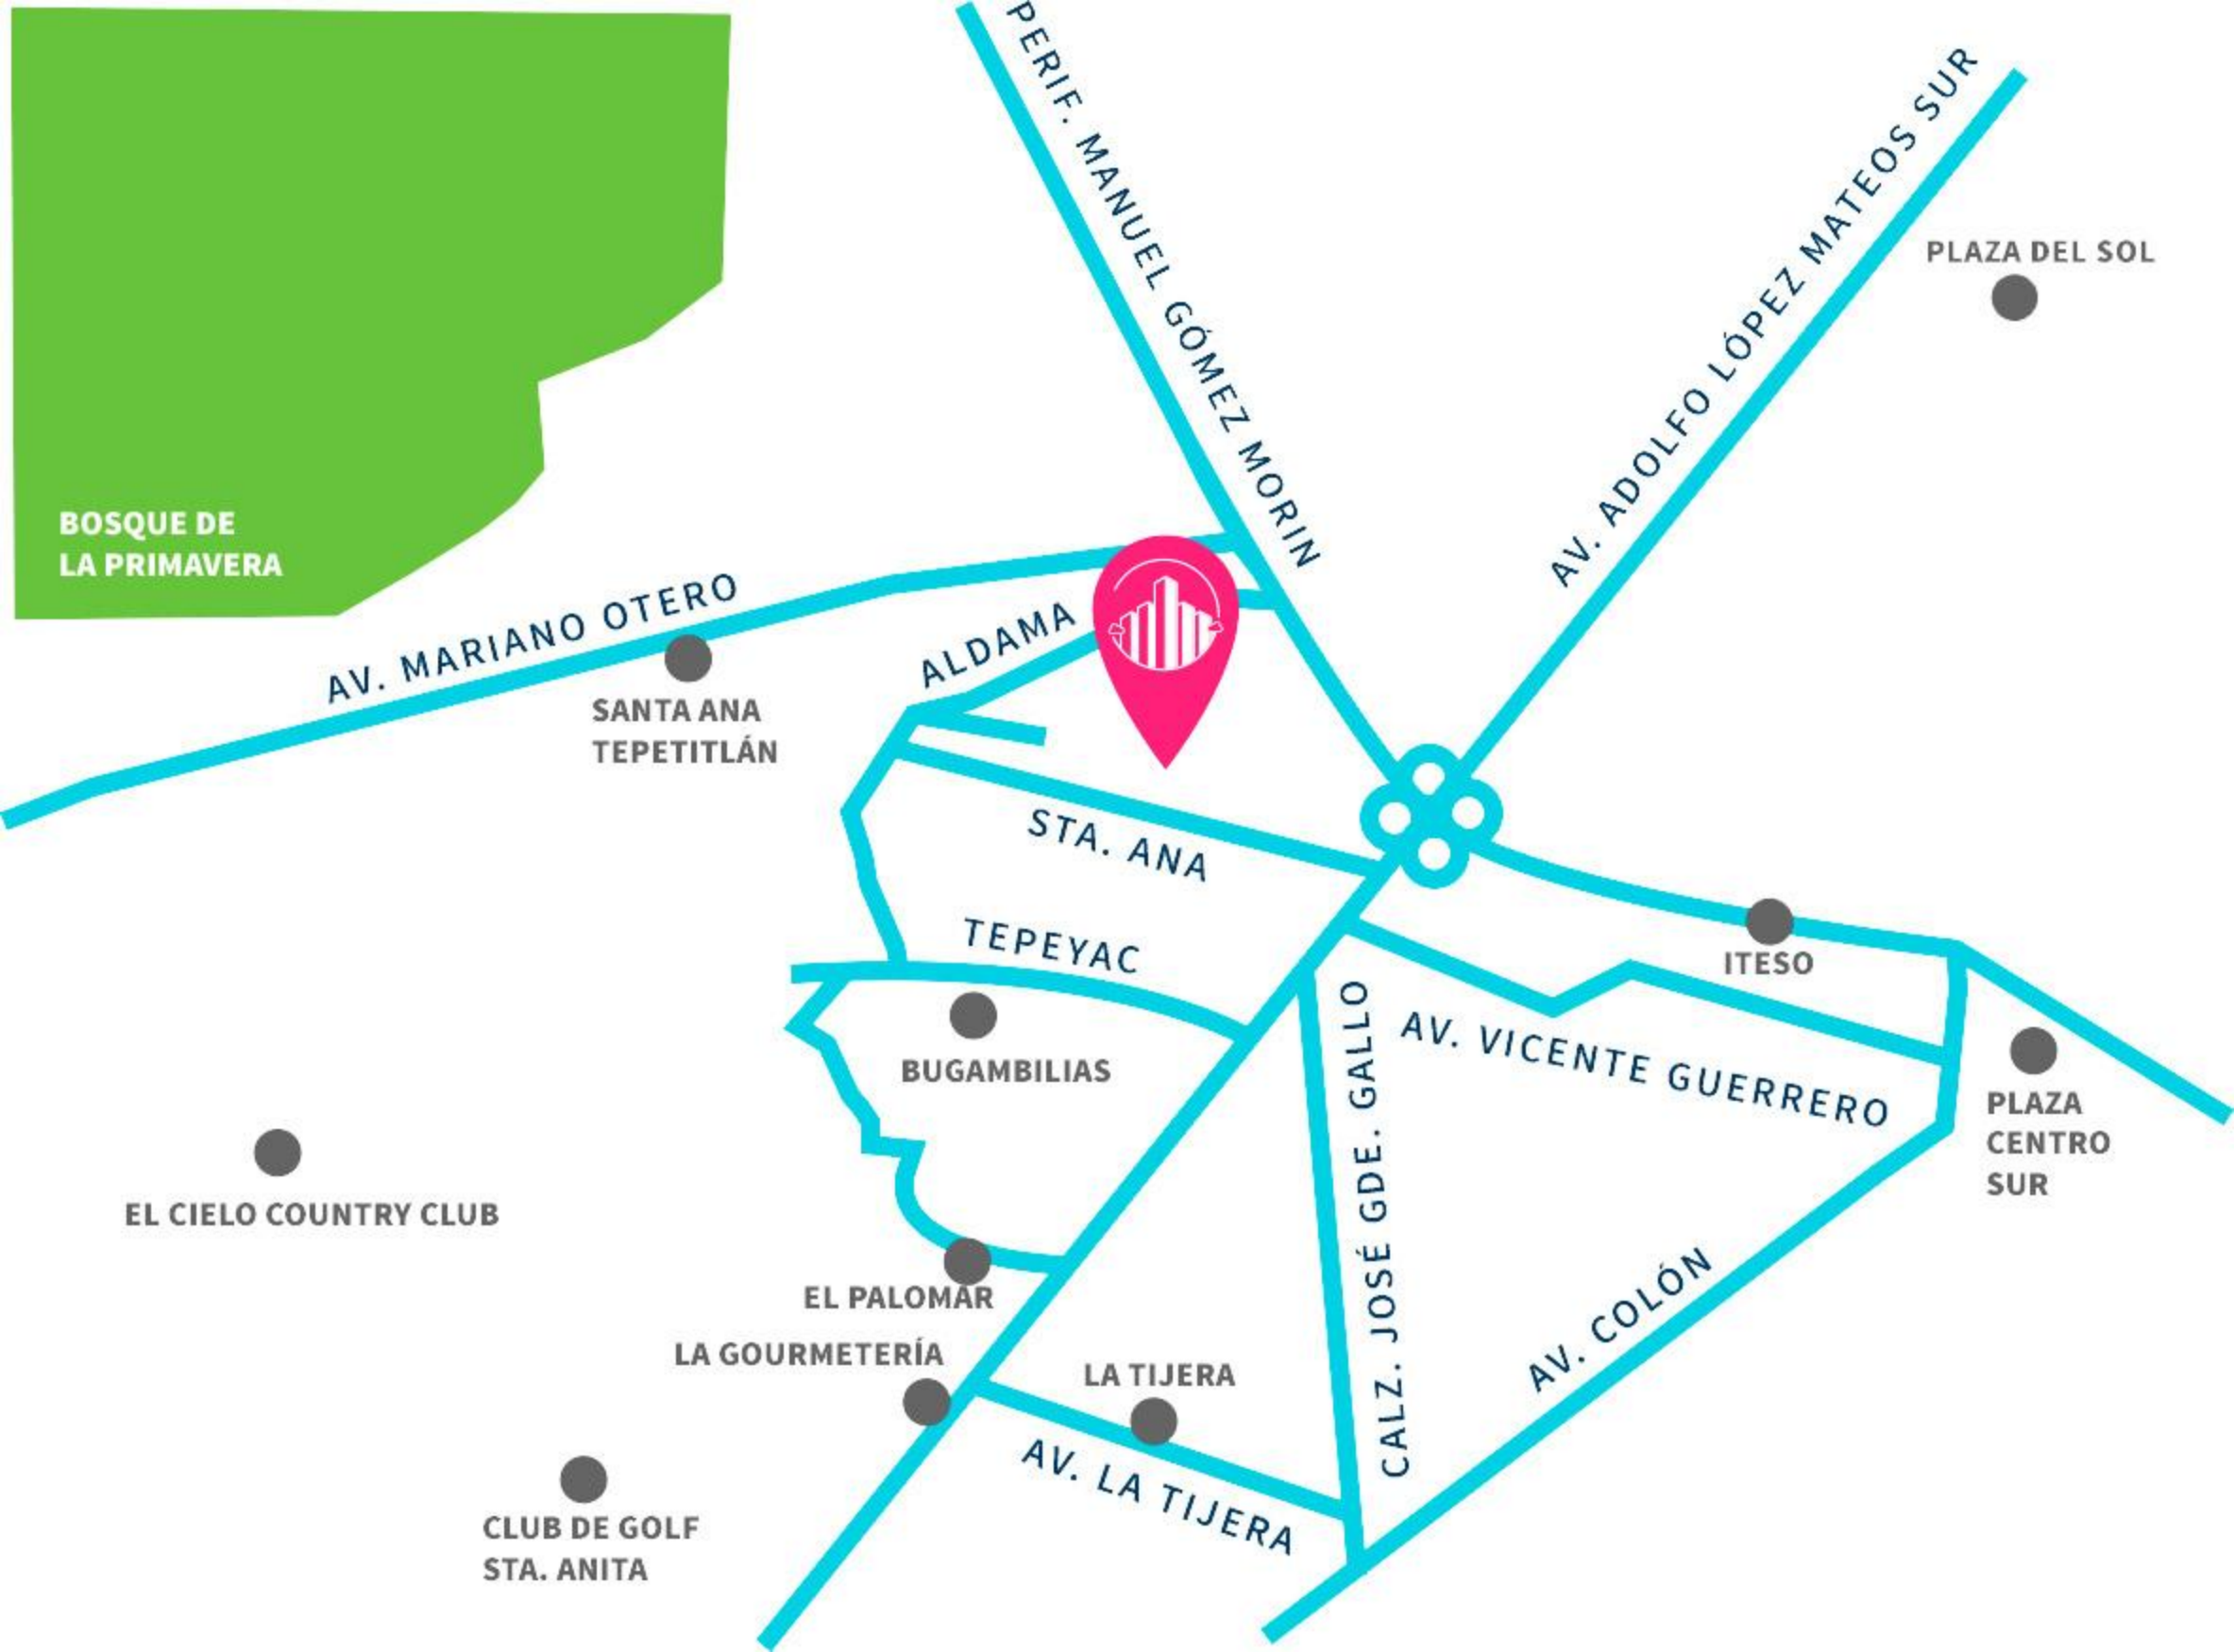 PERIF. MANUEL GÓMEZ MORIN
AV. ADOLFO LÓPEZ MATEOS SUR
PLAZA DEL SOL
BOSQUE DE
LA PRIMAVERA
AV. MARIANO OTERO
ALDAMA
SANTA ANA
TEPETITLÁN
STA. ANA
TEPEYAC
ITESO
BUGAMBILIAS
AV. VICENTE GUERRERO
CALZ. JOSÉ GDE. GALLO
PLAZA
CENTRO
SUR
EL CIELO COUNTRY CLUB
EL PALOMAR
LA GOURMETERÍA
LA TIJERA
AV. COLÓN
AV. LA TIJERA
CLUB DE GOLF
STA. ANITA